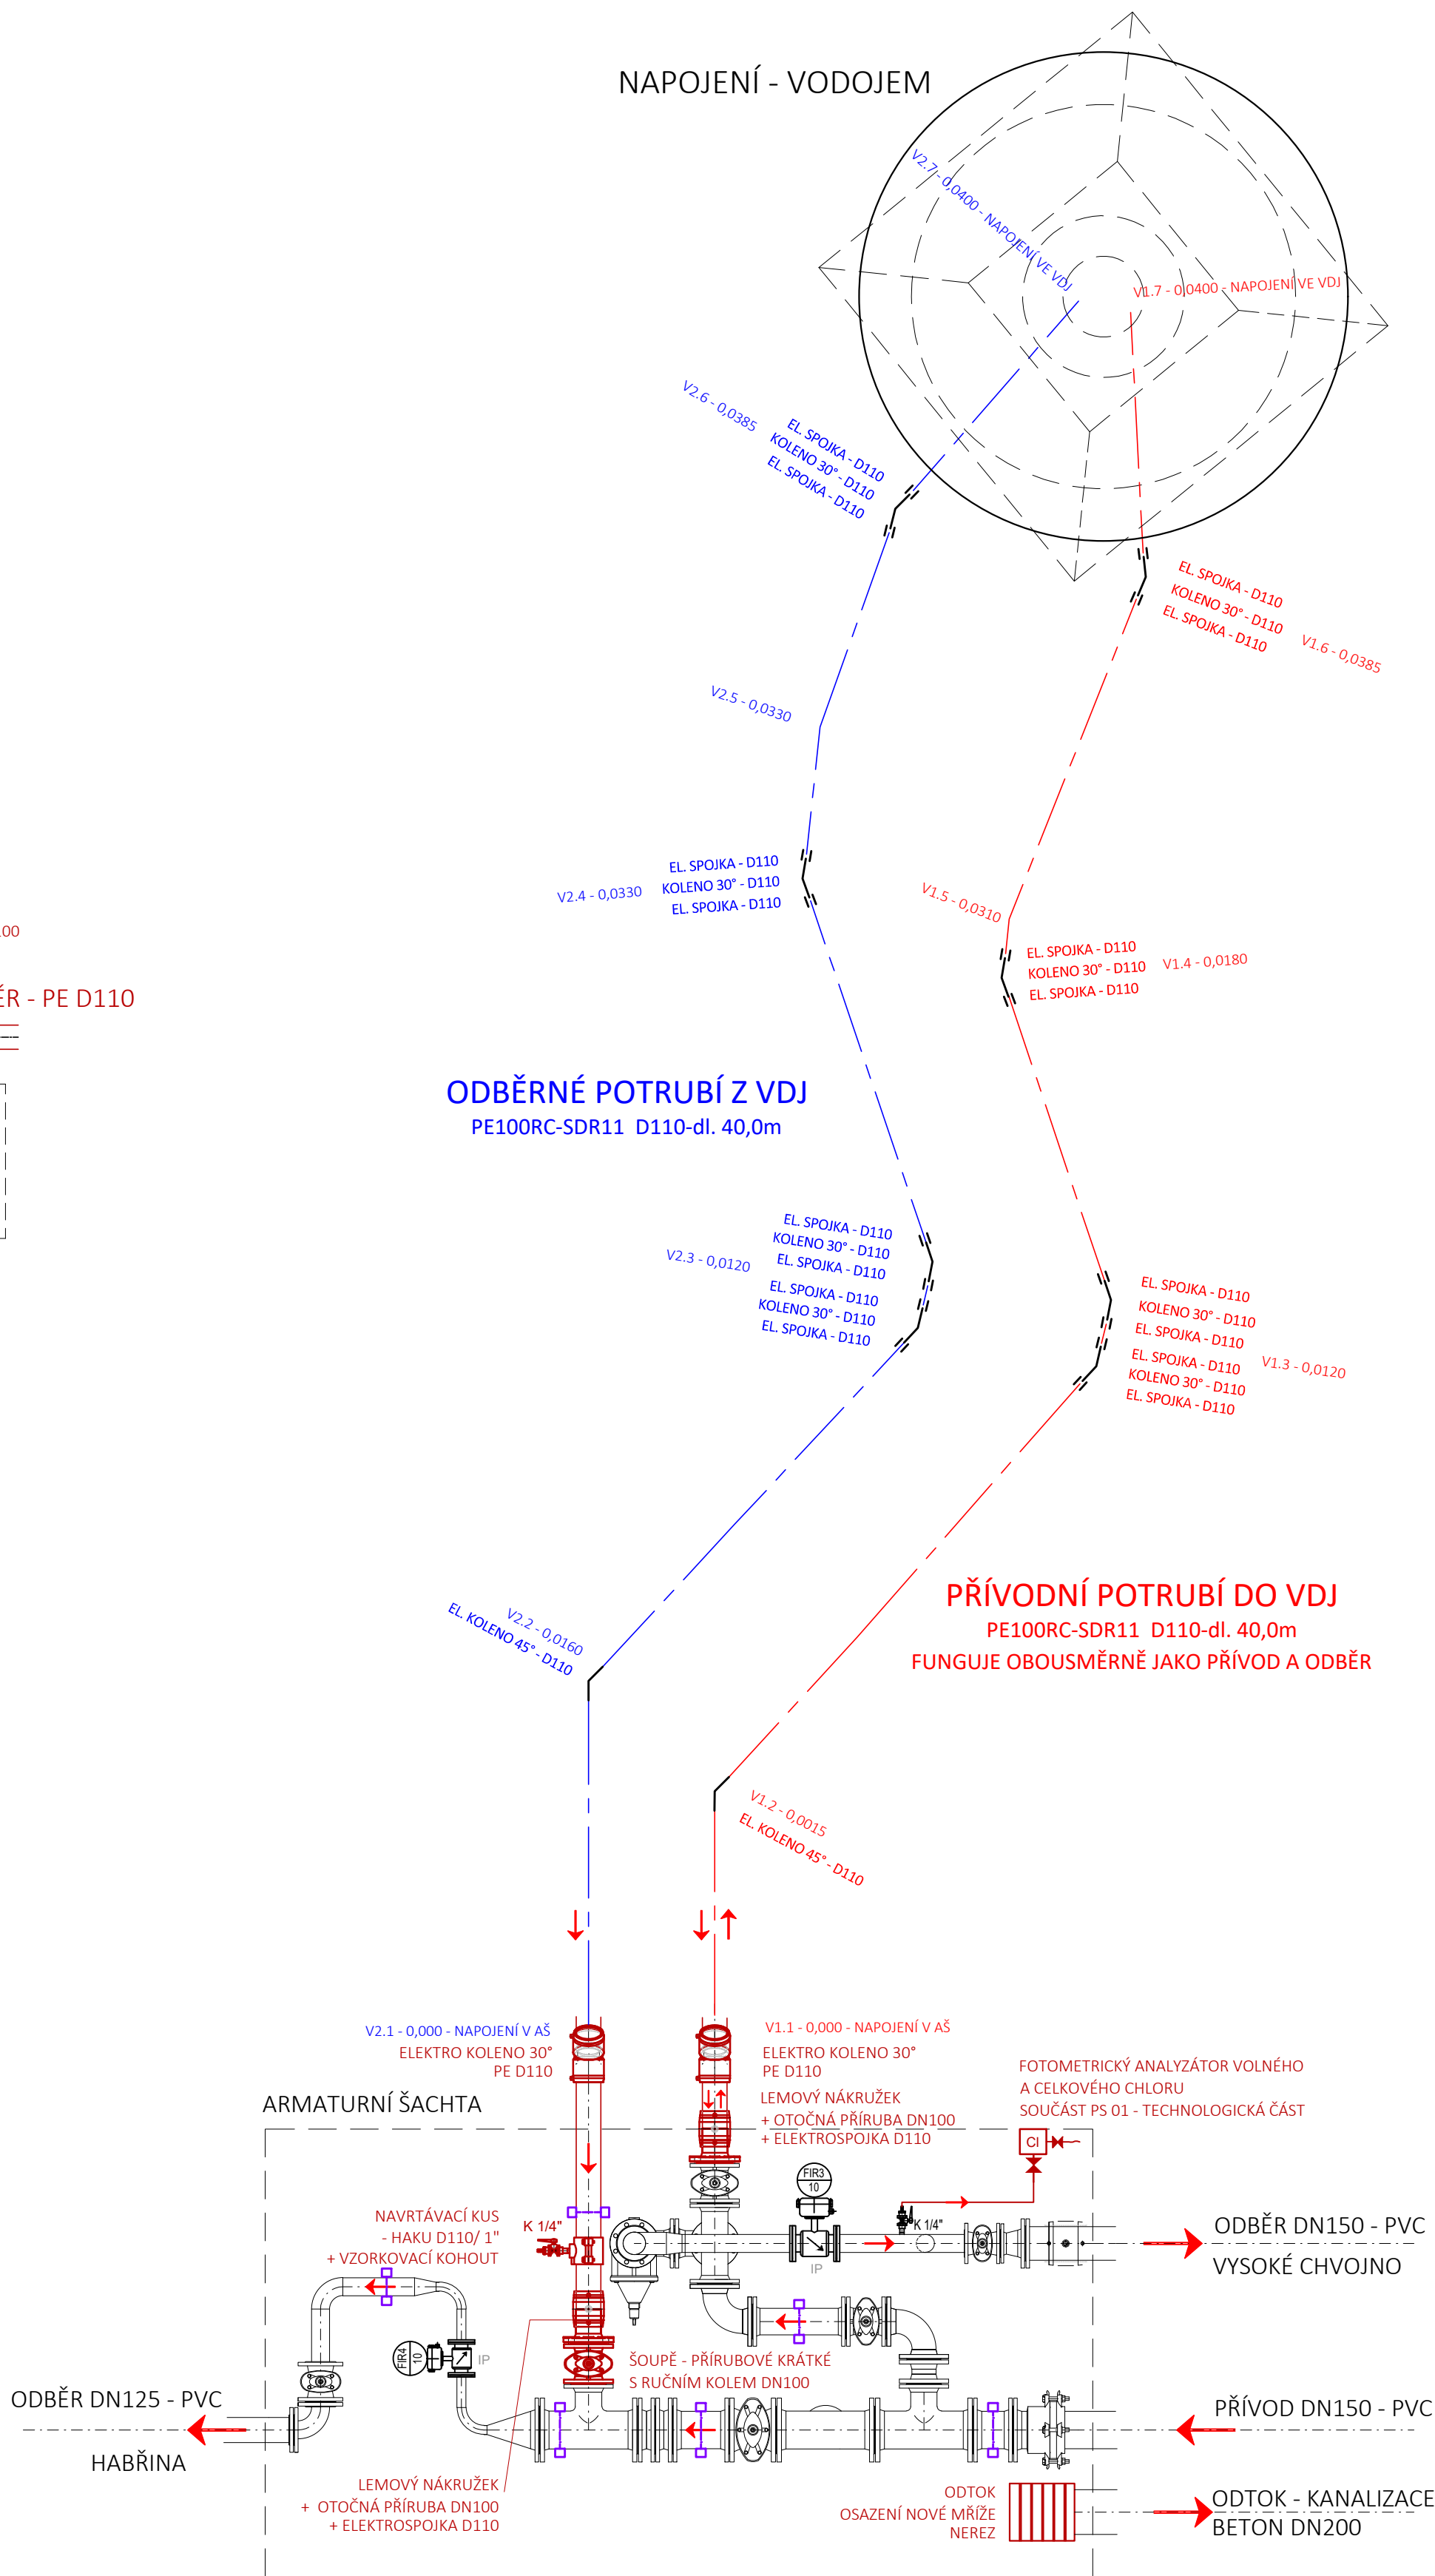 NAPOJENÍ - VODOJEM
V2.7 - 0,0400 - NAPOJENÍ VE VDJ
V1.7 - 0,0400 - NAPOJENÍ VE VDJ
V2.6 - 0,0385
EL. SPOJKA - D110
KOLENO 30° - D110
EL. SPOJKA - D110
EL. SPOJKA - D110
KOLENO 30° - D110
EL. SPOJKA - D110
V1.6 - 0,0385
V2.5 - 0,0330
EL. SPOJKA - D110
V2.4 - 0,0330 KOLENO 30° - D110
EL. SPOJKA - D110
V1.5 - 0,0310
EL. SPOJKA - D110
KOLENO 30° - D110 V1.4 - 0,0180
EL. SPOJKA - D110
00
ĚR - PE D110
ODBĚRNÉ POTRUBÍ Z VDJ
PE100RC-SDR11 D110-dl. 40,0m
EL. SPOJKA - D110
KOLENO 30° - D110
V2.3 - 0,0120 EL. SPOJKA - D110
EL. SPOJKA - D110
KOLENO 30° - D110
EL. SPOJKA - D110
EL. SPOJKA - D110
KOLENO 30° - D110
EL. SPOJKA - D110
EL. SPOJKA - D110 V1.3 - 0,0120
KOLENO 30° - D110
EL. SPOJKA - D110
PŘÍVODNÍ POTRUBÍ DO VDJ
PE100RC-SDR11 D110-dl. 40,0m
FUNGUJE OBOUSMĚRNĚ JAKO PŘÍVOD A ODBĚR
V2.2 - 0,0160
EL. KOLENO 45° - D110
V1.2 - 0,0015
EL. KOLENO 45° - D110
V2.1 - 0,000 - NAPOJENÍ V AŠ
ELEKTRO KOLENO 30°
PE D110
V1.1 - 0,000 - NAPOJENÍ V AŠ
ELEKTRO KOLENO 30°
PE D110
LEMOVÝ NÁKRUŽEK
+ OTOČNÁ PŘÍRUBA DN100
+ ELEKTROSPOJKA D110
FOTOMETRICKÝ ANALYZÁTOR VOLNÉHO
A CELKOVÉHO CHLORU
SOUČÁST PS 01 - TECHNOLOGICKÁ ČÁST
ARMATURNÍ ŠACHTA
Cl
FIR3
10
NAVRTÁVACÍ KUS
- HAKU D110/ 1"
+ VZORKOVACÍ KOHOUT
K 1/4"
K 1/4"
IP
ODBĚR DN150 - PVC
VYSOKÉ CHVOJNO
FIR4
10
IP
ŠOUPĚ - PŘÍRUBOVÉ KRÁTKÉ
S RUČNÍM KOLEM DN100
ODBĚR DN125 - PVC
HABŘINA
PŘÍVOD DN150 - PVC
LEMOVÝ NÁKRUŽEK
+ OTOČNÁ PŘÍRUBA DN100
+ ELEKTROSPOJKA D110
ODTOK
OSAZENÍ NOVÉ MŘÍŽE
NEREZ
ODTOK - KANALIZACE
BETON DN200